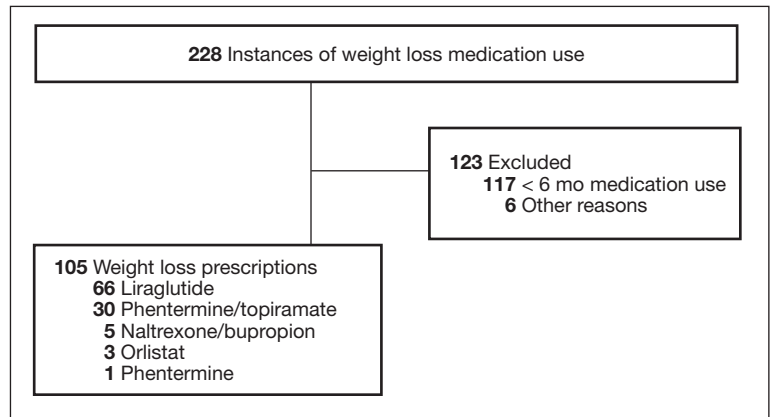 228 Instances of weight loss medication use
123 Excluded
117 < 6 mo medication use
6 Other reasons
105 Weight loss prescriptions
66 Liraglutide
30 Phentermine/topiramate
5 Naltrexone/bupropion
3 Orlistat
1 Phentermine